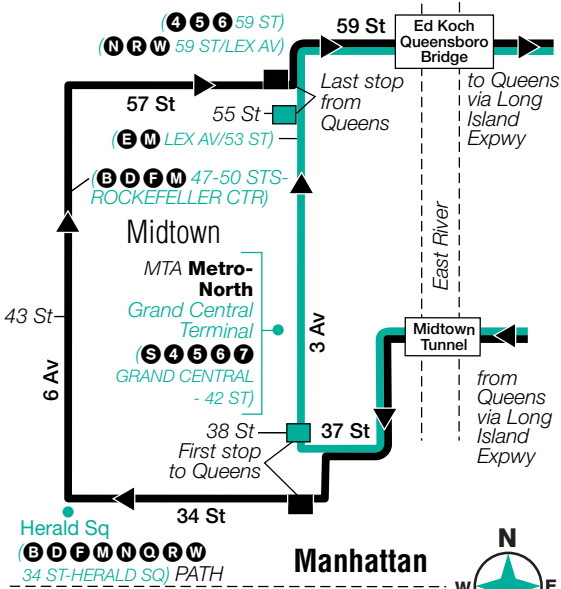 (4 5 6 59 ST)
(N R W 59 ST/LEX AV)
59 St
Ed Koch
Queensboro
Bridge
to Queens
via Long
Island
Expwy
57 St
55 St
Last stop
from
Queens
(E M LEX AV/53 ST)
(B D F M 47-50 STS-
ROCKEFELLER CTR)
Midtown
East River
MTA Metro-
North
Grand Central
Terminal
(S 4 5 6 7
GRAND CENTRAL
- 42 ST)
43 St
6 Av
3 Av
Midtown
Tunnel
from
Queens
via Long
Island
Expwy
38 St
37 St
First stop
to Queens
34 St
Herald Sq
(B D F M N Q R W
34 ST-HERALD SQ) PATH
Manhattan
N
W
E